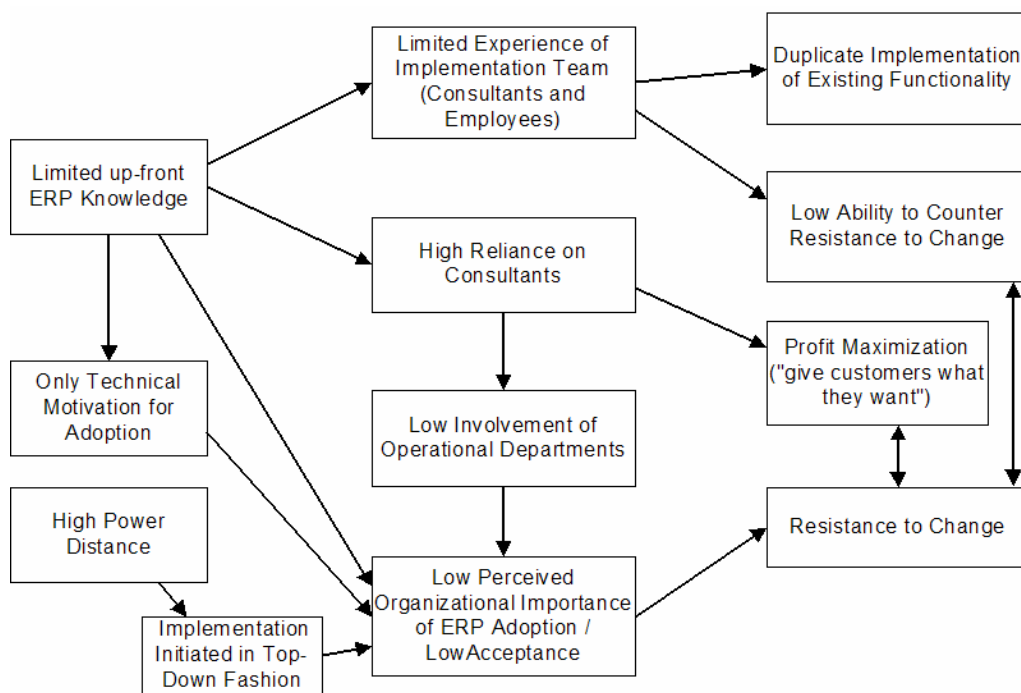 Limited Experience of
Implementation Team
(Consultants and
Employees)
Duplicate Implementation
of Existing Functionality
Limited up-front
ERP Knowledge
Low Ability to Counter
Resistance to Change
High Reliance on
Consultants
Profit Maximization
("give customers what
they want")
Only Technical
Motivation for
Adoption
Low Involvement of
Operational Departments
High Power
Distance
Resistance to Change
Low Perceived
Organizational Importance
of ERP Adoption /
LowAcceptance
Implementation
Initiated in Top-
Down Fashion